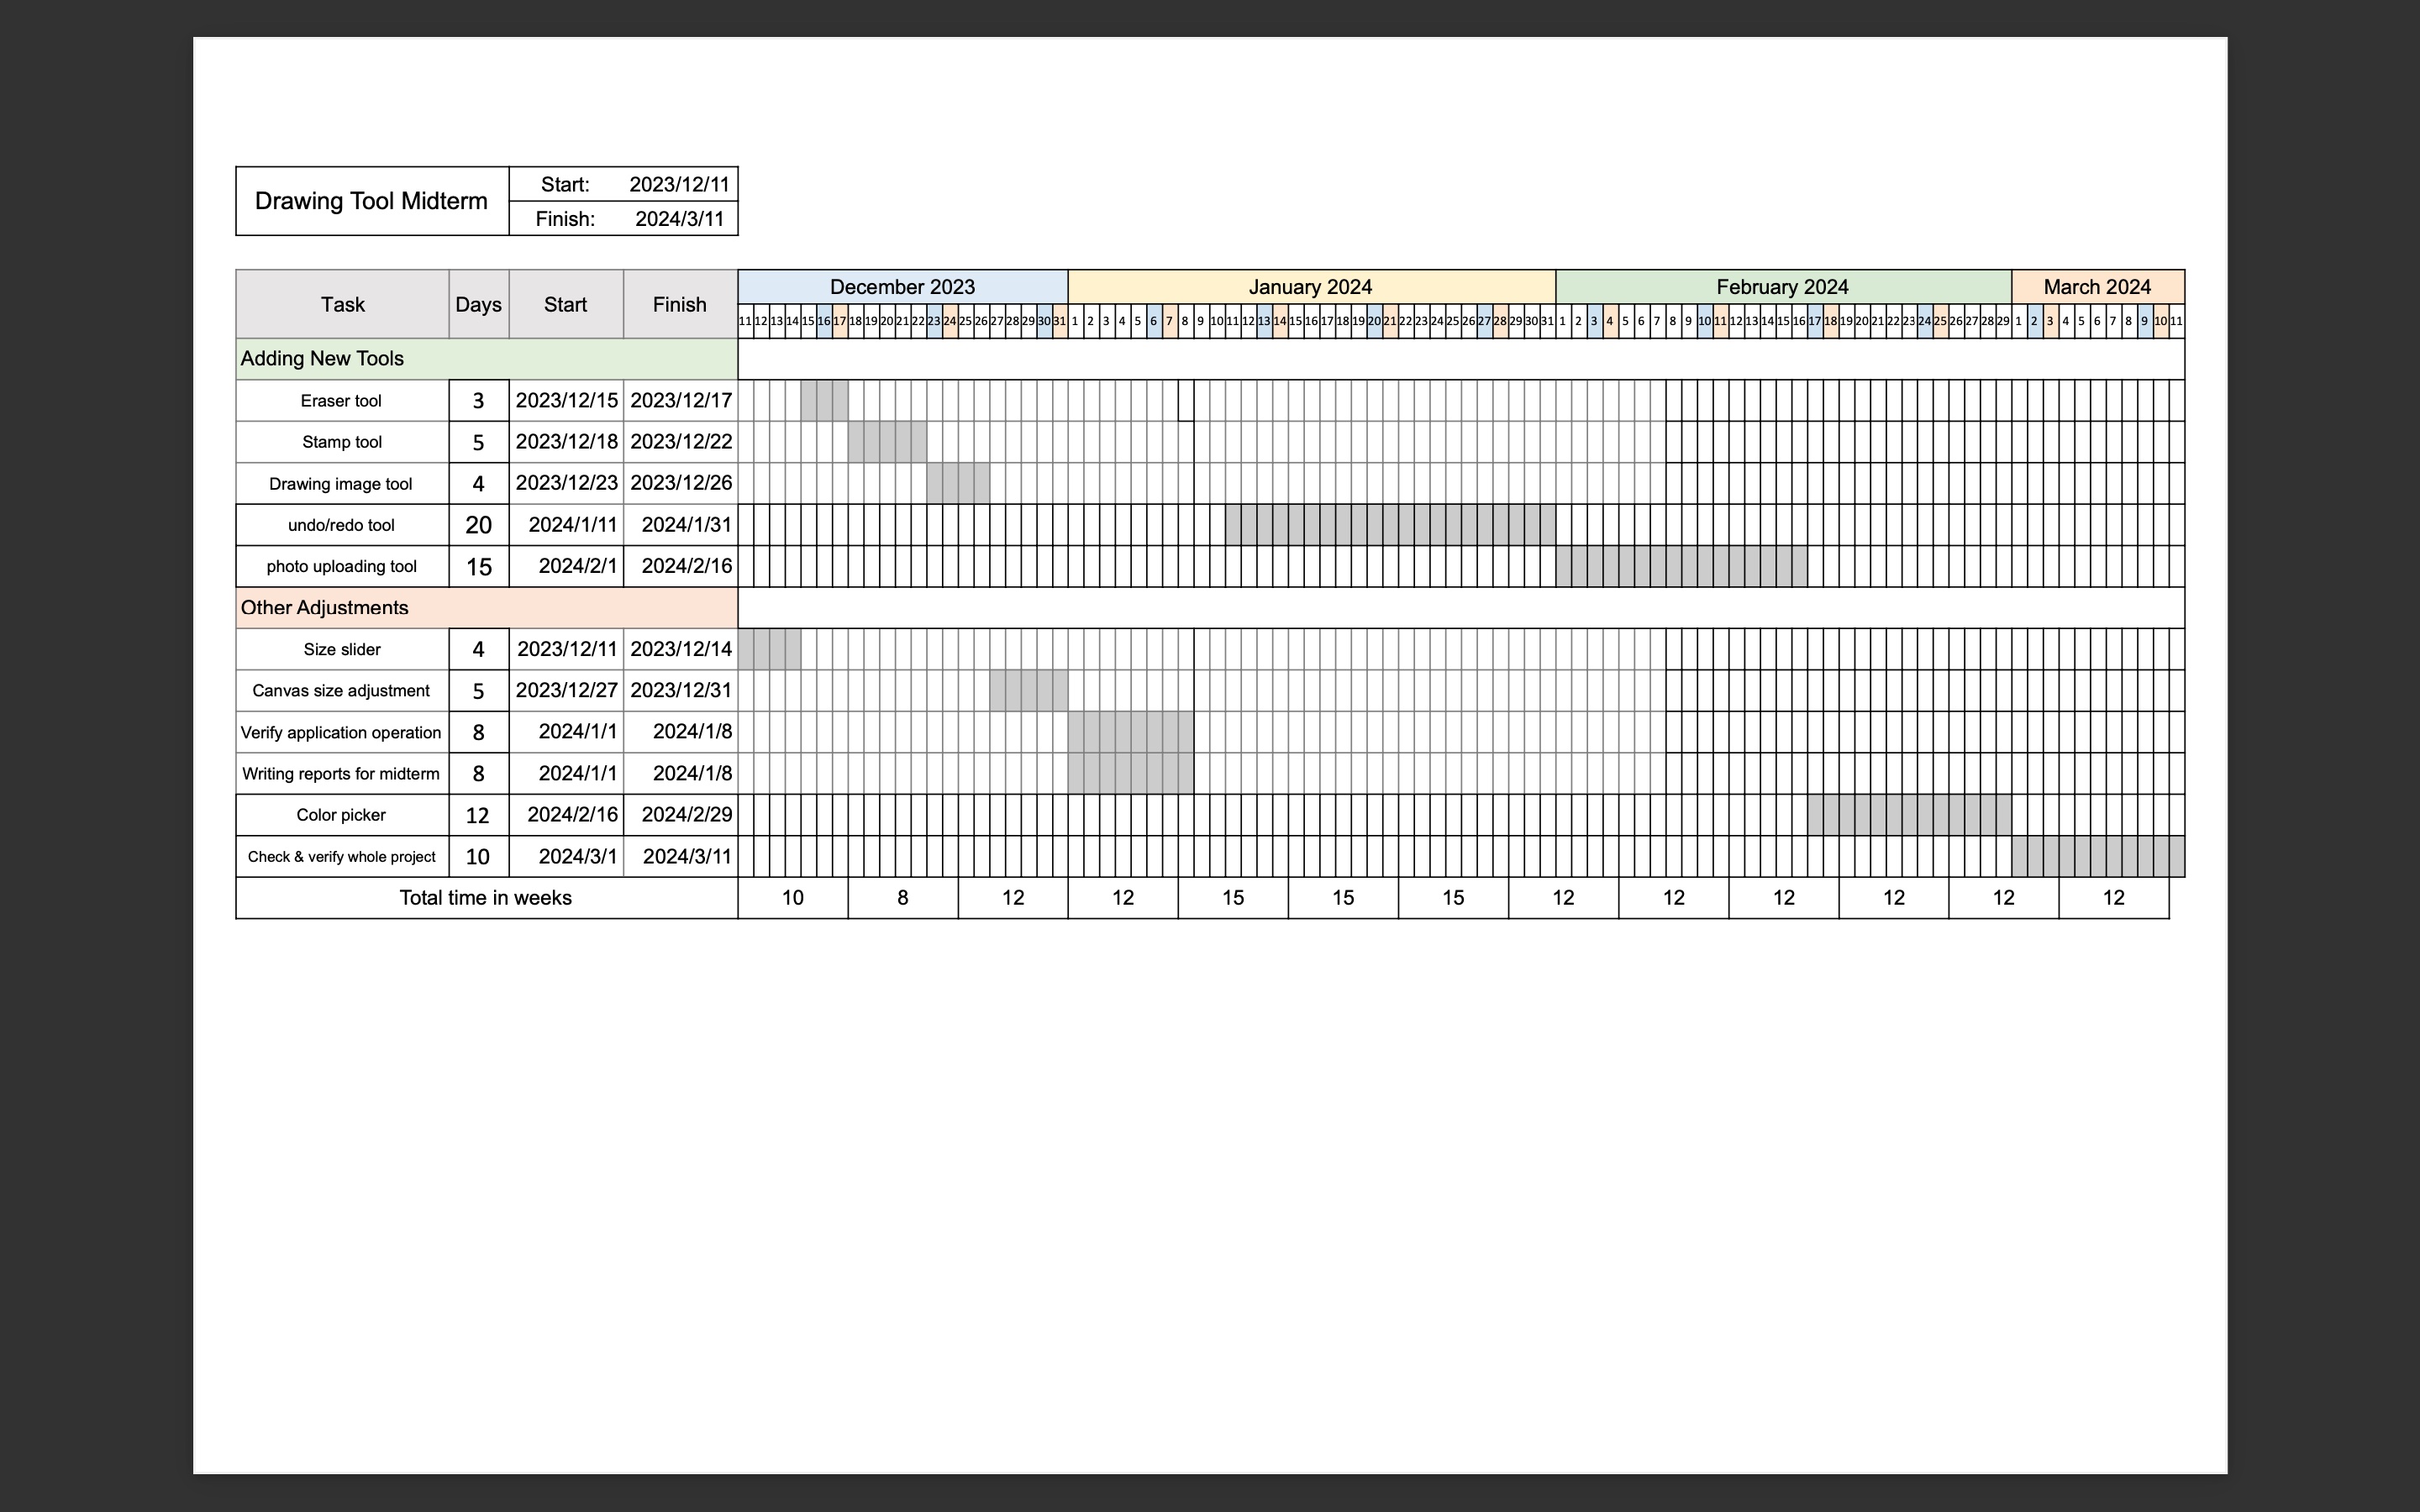 Drawing Tool Midterm
Start: 2023/12/11
Finish: 2024/3/11
Task Days Start Finish December 2023 January 2024 February 2024 March 2024
11 12 13 14 15 16 17 18 19 20 21 22 23 24 25 26 27 28 29 30 31 1 2 3 4 5 6 7 8 9 10 11 12 13 14 15 16 17 18 19 20 21 22 23 24 25 26 27 28 29 30 31 1 2 3 4 5 6 7 8 9 10 11 12 13 14 15 16 17 18 19 20 21 22 23 24 25 26 27 28 29 1 2 3 4 5 6 7 8 9 10 11
Adding New Tools
Eraser tool 3 2023/12/15 2023/12/17
Stamp tool 5 2023/12/18 2023/12/22
Drawing image tool 4 2023/12/23 2023/12/26
undo/redo tool 20 2024/1/11 2024/1/31
photo uploading tool 15 2024/2/1 2024/2/16
Other Adjustments
Size slider 4 2023/12/11 2023/12/14
Canvas size adjustment 5 2023/12/27 2023/12/31
Verify application operation 8 2024/1/1 2024/1/8
Writing reports for midterm 8 2024/1/1 2024/1/8
Color picker 12 2024/2/16 2024/2/29
Check & verify whole project 10 2024/3/1 2024/3/11
Total time in weeks 10 8 12 12 15 15 15 12 12 12 12 12 12